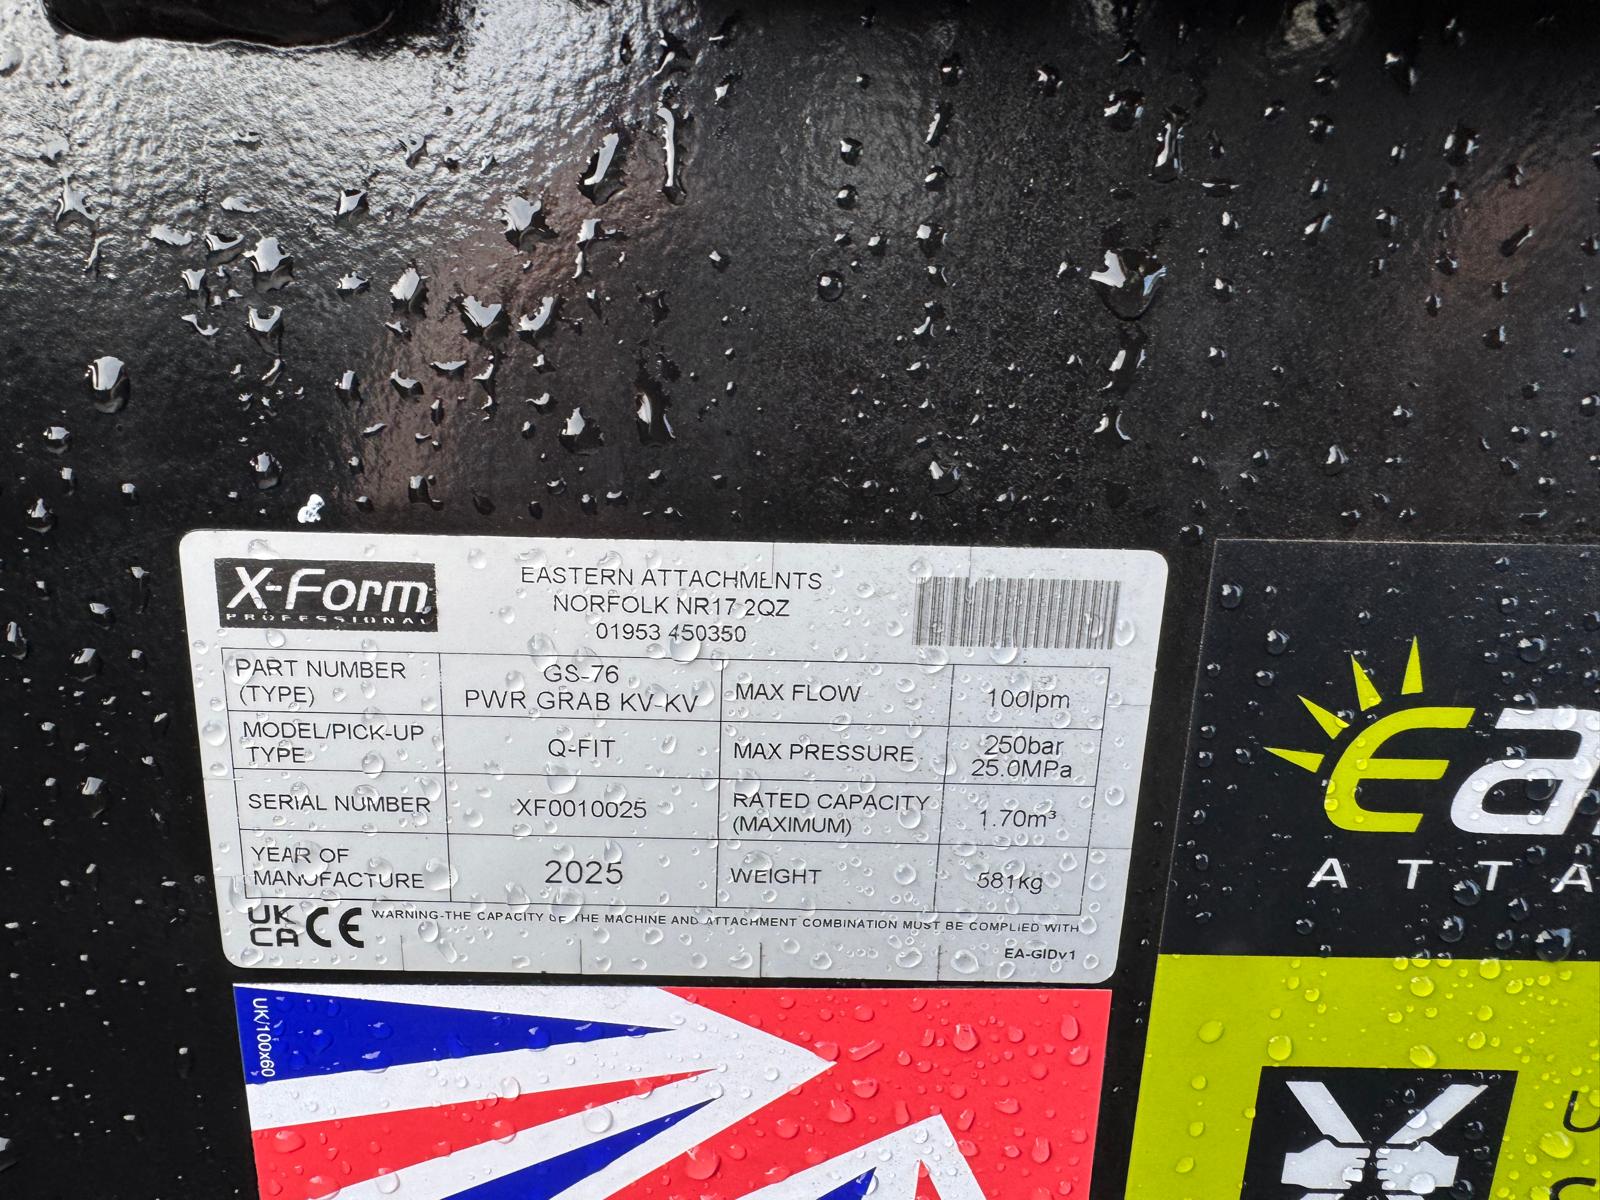 X-Form
PROFESSIONAL
EASTERN ATTACHMENTS
NORFOLK NR17 2QZ
01953 450350
PART NUMBER
(TYPE)
GS-76
PWR GRAB KV-KV
MAX FLOW
100lpm
MODEL/PICK-UP
TYPE
Q-FIT
MAX PRESSURE
250bar
25.0MPa
SERIAL NUMBER
XF0010025
RATED CAPACITY
(MAXIMUM)
1.70m³
YEAR OF
MANUFACTURE
2025
WEIGHT
581kg
UK
CA CE
WARNING-THE CAPACITY OF THE MACHINE AND ATTACHMENT COMBINATION MUST BE COMPLIED WITH
EA-GIDv1
UK/100x60
ea
ATTA